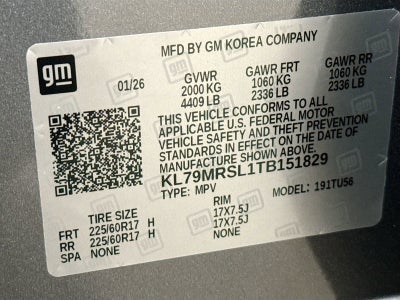 gm
MFD BY GM KOREA COMPANY
01/26 GVWR GAWR FRT GAWR RR
2000 KG 1060 KG 1060 KG
4409 LB 2336 LB 2336 LB
THIS VEHICLE CONFORMS TO ALL
APPLICABLE U.S. FEDERAL MOTOR
VEHICLE SAFETY AND THEFT PREVENTION
STANDARDS IN EFFECT ON THE DATE OF
MANUFACTURE SHOWN ABOVE.
KL79MRSL1TB151829
TYPE: MPV MODEL: 191TU56
TIRE SIZE RIM
FRT 225/60R17 H 17X7.5J
RR 225/60R17 H 17X7.5J
SPA NONE NONE